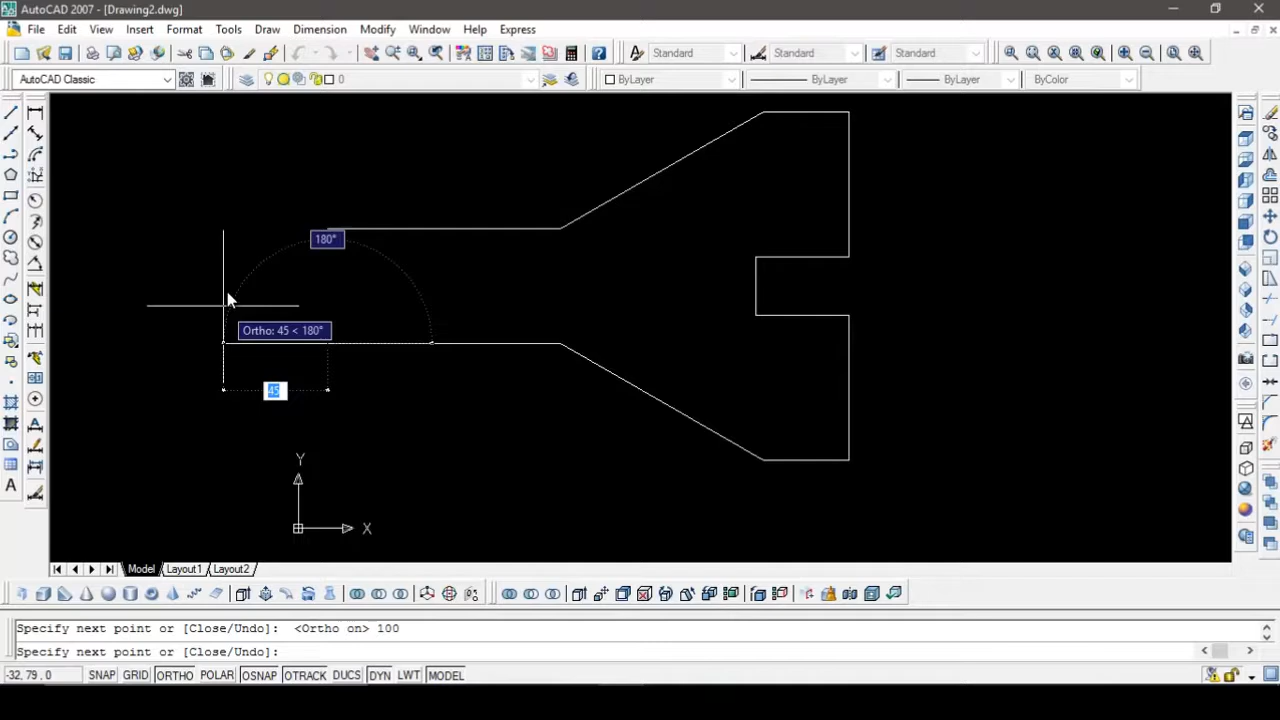 AutoCAD 2007 - [Drawing2.dwg]
File Edit View Insert Format Tools Draw Dimension Modify Window Help Express
Standard Standard Standard
AutoCAD Classic 0 ByLayer ByLayer ByLayer ByColor
180°
Ortho: 45 < 180°
45
Y
X
A
Model Layout1 Layout2
Specify next point or [Close/Undo): <Ortho on> 100
Specify next point or [Close/Undo]:
-32, 79, 0 SNAP GRID ORTHO POLAR OSNAP OTRACK DUCS DYN LWT MODEL